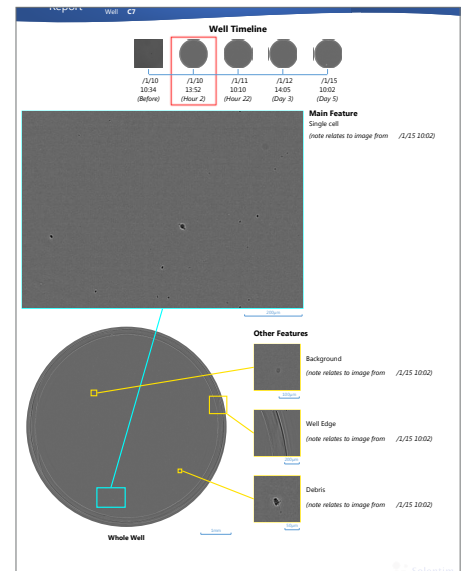 Report Well C7
Well Timeline
/1/10 /1/10 /1/11 /1/12 /1/15
10:34 13:52 10:10 14:05 10:02
(Before) (Hour 2) (Hour 22) (Day 3) (Day 5)
Main Feature
Single cell
(note relates to image from /1/15 10:02)
200µm
Other Features
Background
(note relates to image from /1/15 10:02)
Well Edge
(note relates to image from /1/15 10:02)
Debris
(note relates to image from /1/15 10:02)
Whole Well